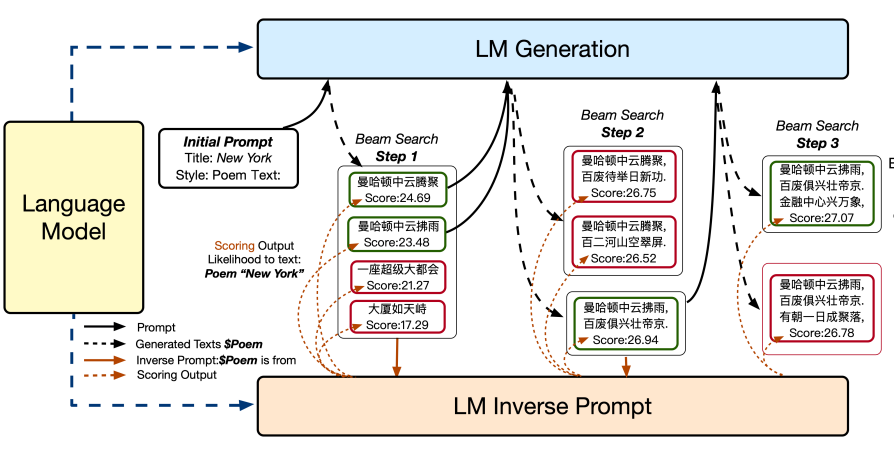 LM Generation
Language
Model
Initial Prompt
Title: New York
Style: Poem Text:
Beam Search
Step 1
曼哈顿中云腾聚
Score:24.69
曼哈顿中云拂雨
Score:23.48
一座超级大都会
Score:21.27
大厦如天峙
Score:17.29
Scoring Output
Likelihood to text:
Poem “New York”
Beam Search
Step 2
曼哈顿中云腾聚,
百废待举日新功.
Score:26.75
曼哈顿中云拂雨,
百二河山空翠屏.
Score:26.52
曼哈顿中云拂雨,
百废俱兴壮帝京.
Score:26.94
Beam Search
Step 3
曼哈顿中云拂雨,
百废俱兴壮帝京.
金融中心兴万象,
Score:27.07
曼哈顿中云拂雨,
百废俱兴壮帝京.
有朝一日成聚落,
Score:26.78
Prompt
Generated Texts $Poem
Inverse Prompt:$Poem is from
Scoring Output
LM Inverse Prompt